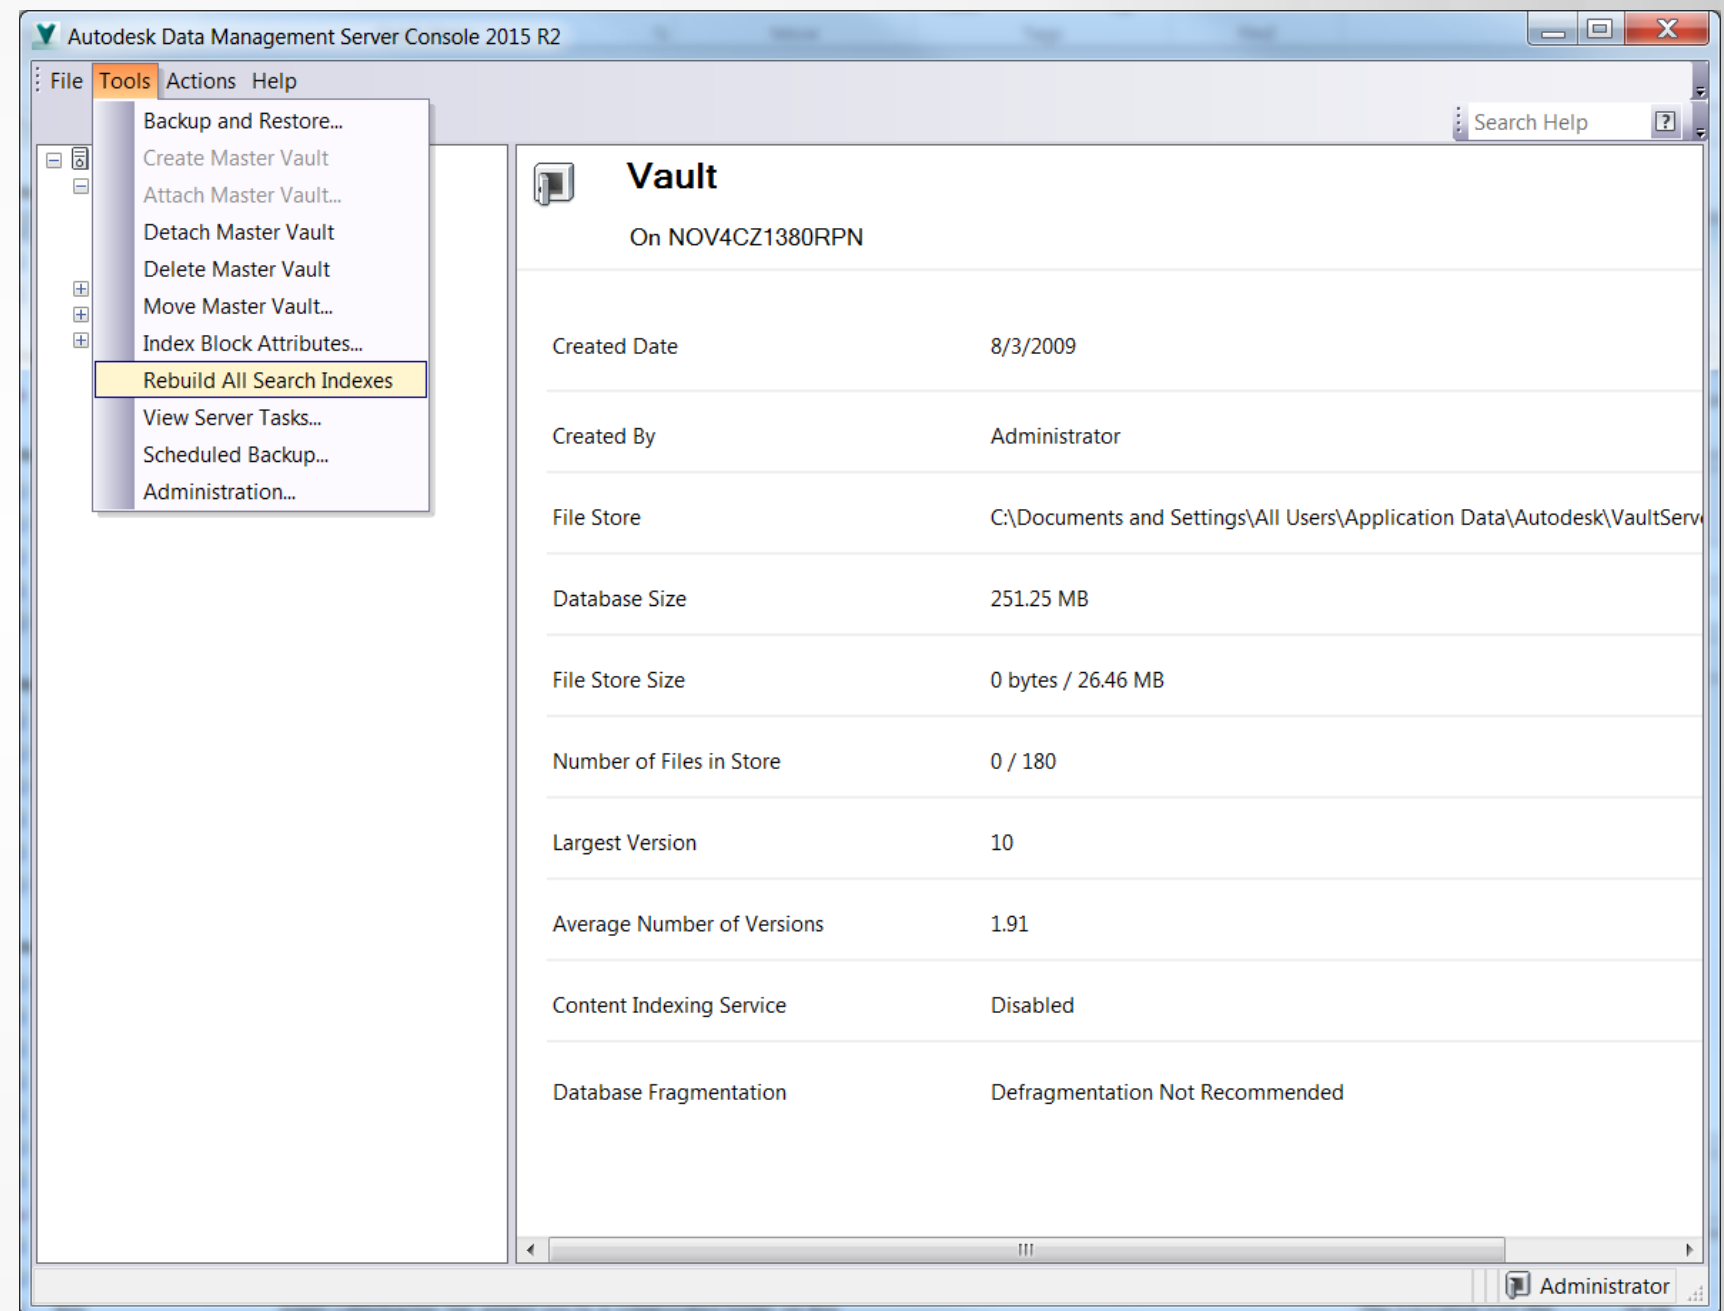 Autodesk Data Management Server Console 2015 R2
File Tools Actions Help
Search Help
Backup and Restore...
Create Master Vault
Attach Master Vault...
Detach Master Vault
Delete Master Vault
Move Master Vault...
Index Block Attributes...
Rebuild All Search Indexes
View Server Tasks...
Scheduled Backup...
Administration...
Vault
On NOV4CZ1380RPN
Created Date 8/3/2009
Created By Administrator
File Store C:\Documents and Settings\All Users\Application Data\Autodesk\VaultServ
Database Size 251.25 MB
File Store Size 0 bytes / 26.46 MB
Number of Files in Store 0 / 180
Largest Version 10
Average Number of Versions 1.91
Content Indexing Service Disabled
Database Fragmentation Defragmentation Not Recommended
Administrator